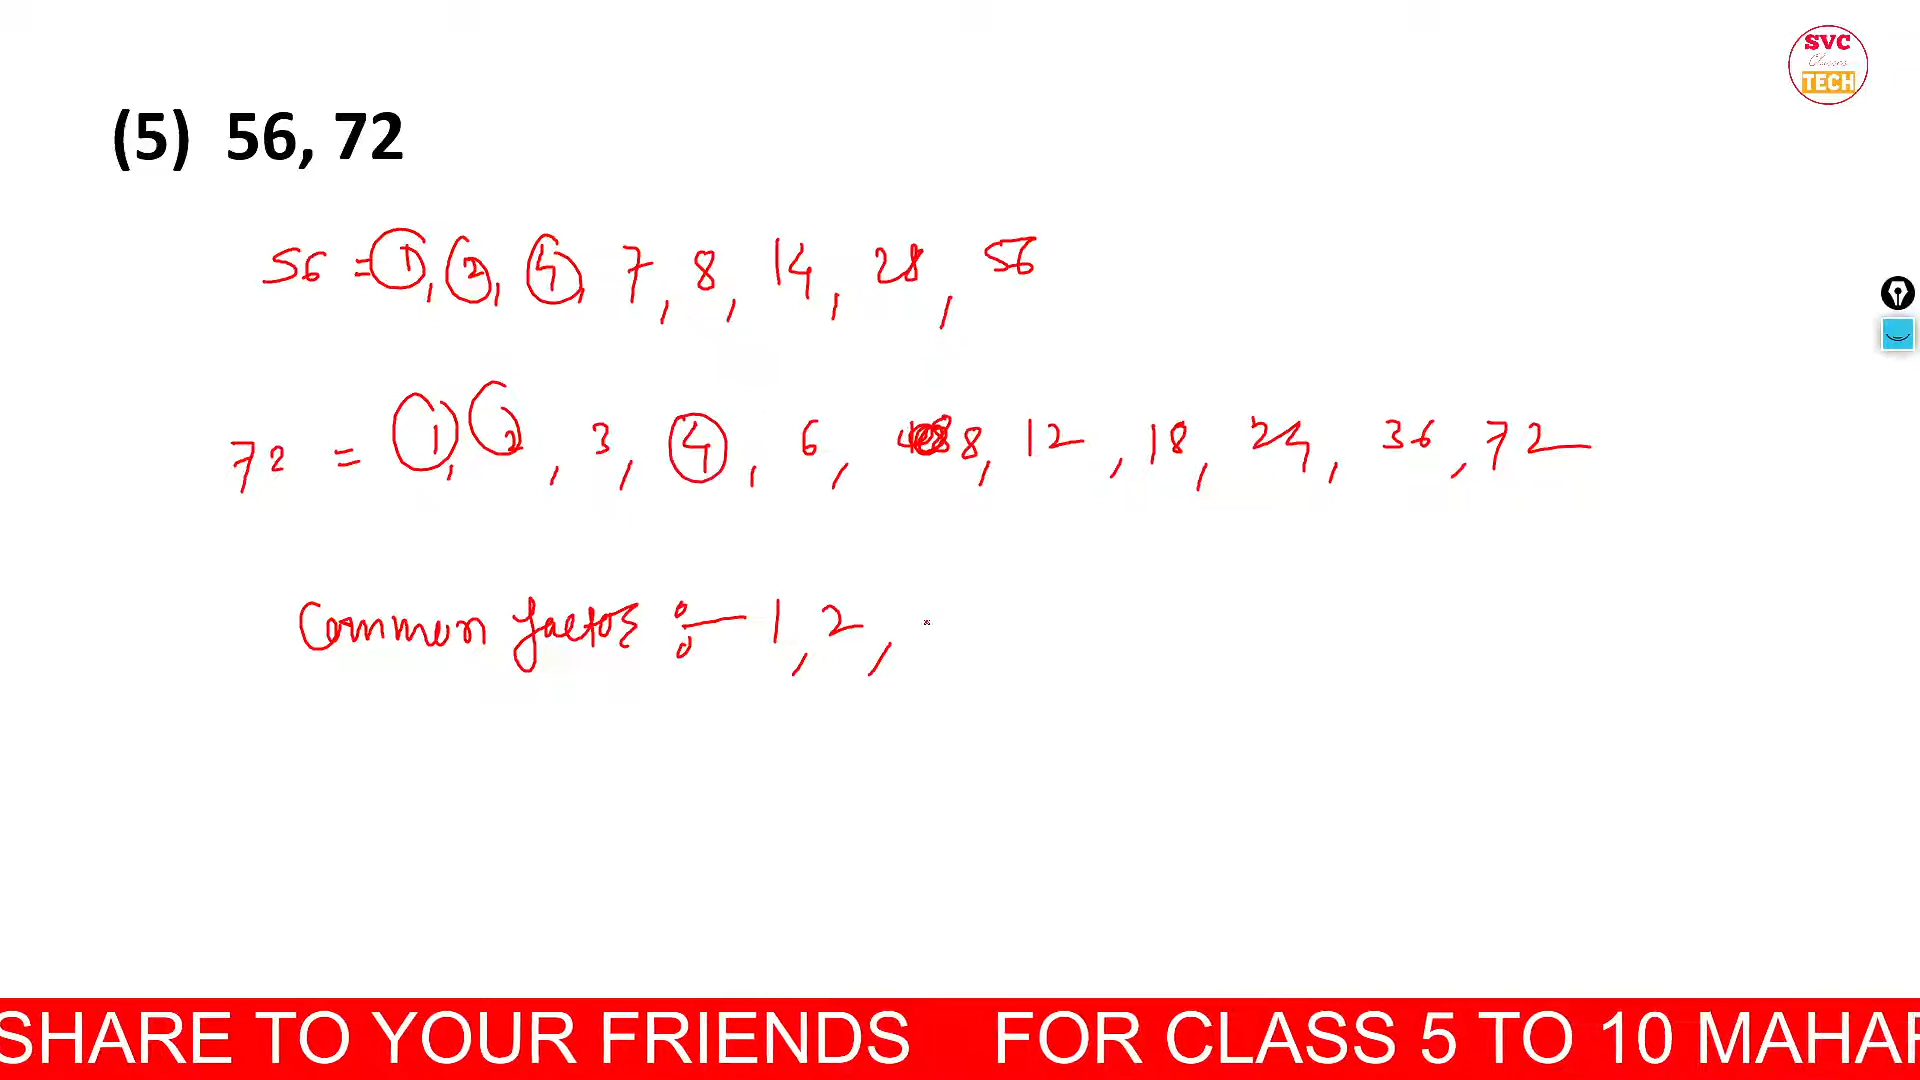 SVC
Classes
TECH
(5) 56, 72
56 = 1, 2, 4, 7, 8, 14, 28, 56
72 = 1, 2, 3, 4, 6, 8, 12, 18, 24, 36, 72
Common factors :- 1, 2,
SHARE TO YOUR FRIENDS FOR CLASS 5 TO 10 MAHAR